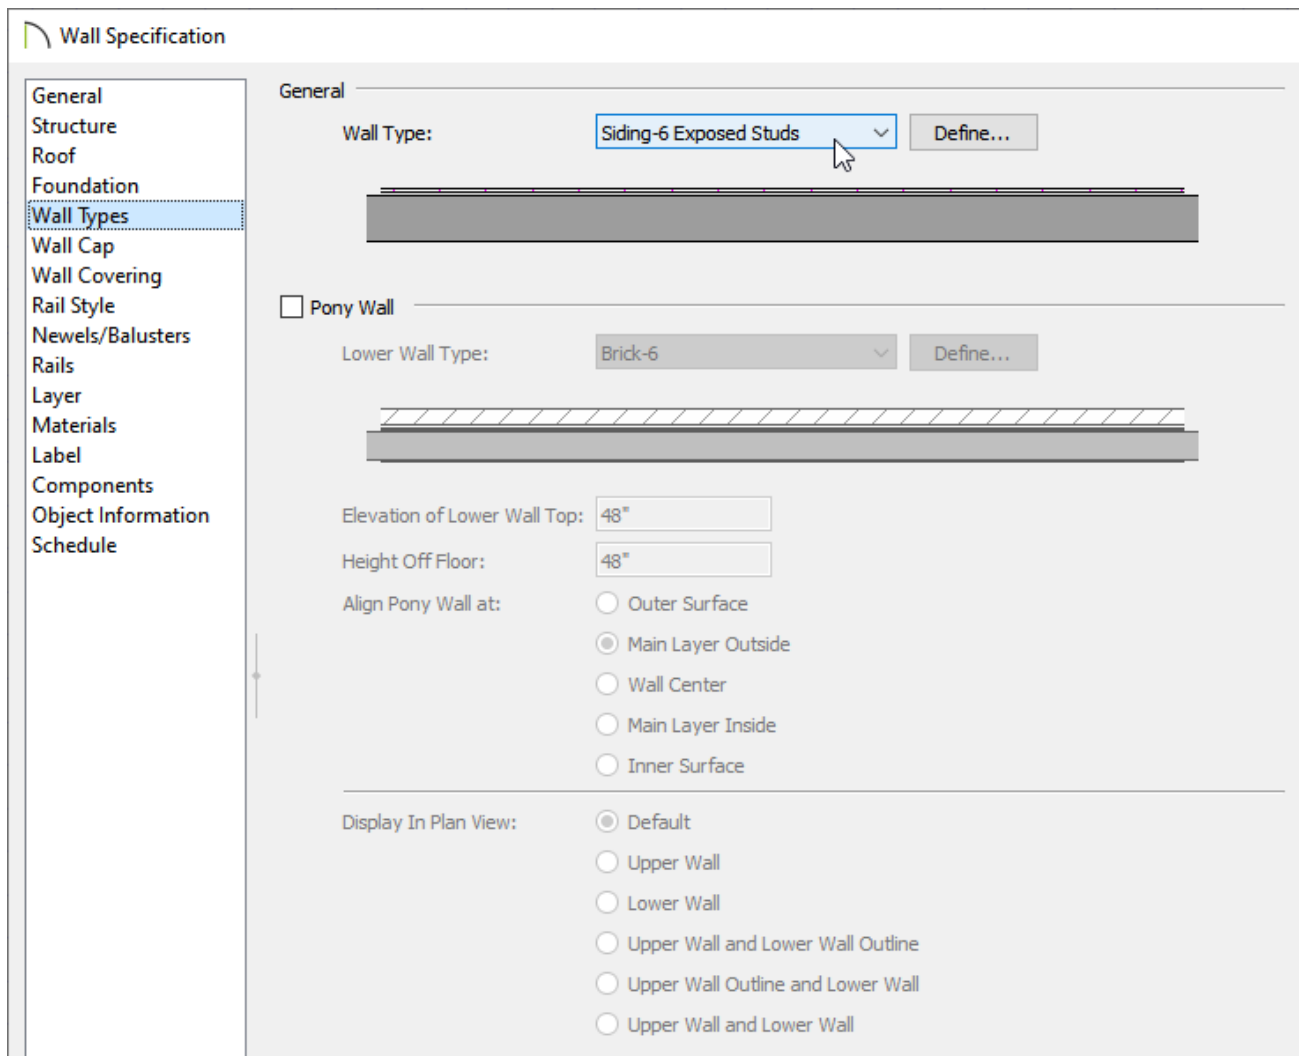 Wall Specification
General
Structure
Roof
Foundation
Wall Types
Wall Cap
Wall Covering
Rail Style
Newels/Balusters
Rails
Layer
Materials
Label
Components
Object Information
Schedule
General
Wall Type: Siding-6 Exposed Studs Define...
Pony Wall
Lower Wall Type: Brick-6 Define...
Elevation of Lower Wall Top: 48"
Height Off Floor: 48"
Align Pony Wall at: Outer Surface
Main Layer Outside
Wall Center
Main Layer Inside
Inner Surface
Display In Plan View: Default
Upper Wall
Lower Wall
Upper Wall and Lower Wall Outline
Upper Wall Outline and Lower Wall
Upper Wall and Lower Wall